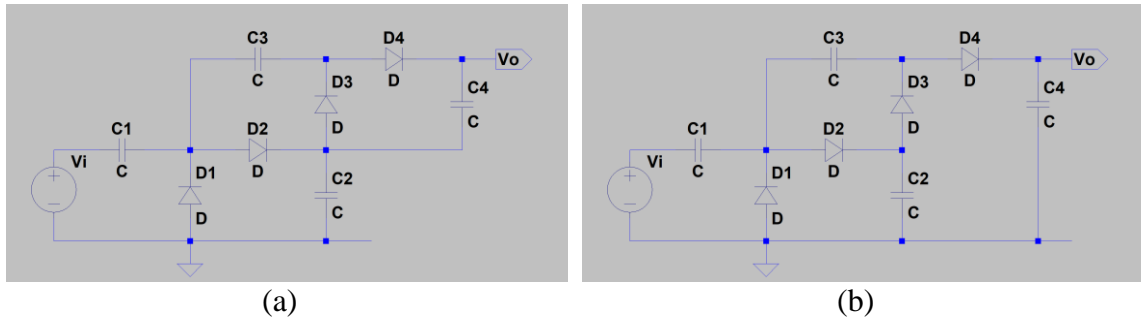 C3 D4 Vo
C D
D3 C4
D C
C1 D2
Vi C D
D1 C2
D C
(a)
C3 D4 Vo
C D
D3 C4
D C
C1 D2
Vi C D
D1 C2
D C
(b)